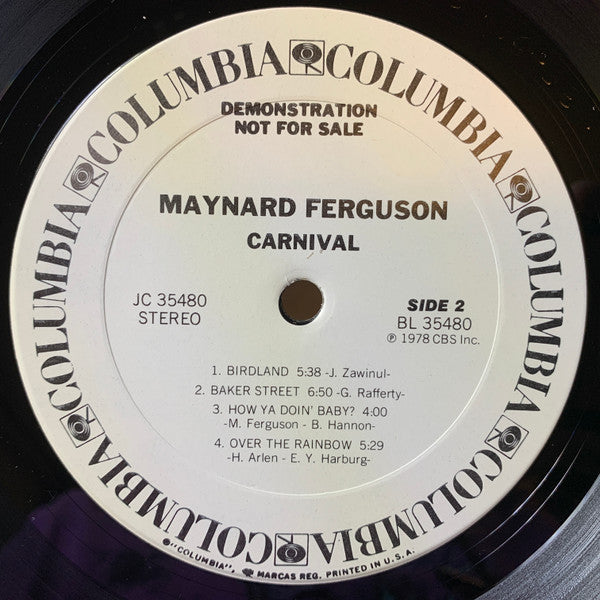 COLUMBIA COLUMBIA COLUMBIA COLUMBIA COLUMBIA COLUMBIA COLUMBIA
DEMONSTRATION
NOT FOR SALE
MAYNARD FERGUSON
CARNIVAL
JC 35480
STEREO
SIDE 2
BL 35480
℗ 1978 CBS Inc.
1. BIRDLAND 5:38 -J. Zawinul-
2. BAKER STREET 6:50 -G. Rafferty-
3. HOW YA DOIN' BABY? 4:00
-M. Ferguson - B. Hannon-
4. OVER THE RAINBOW 5:29
-H. Arlen - E. Y. Harburg-
"COLUMBIA", MARCAS REG. PRINTED IN U.S.A.